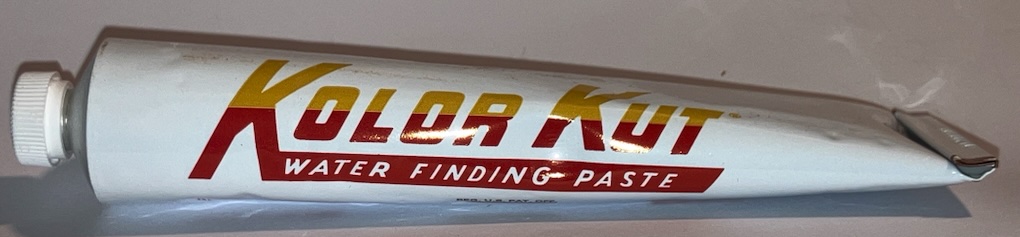 KOLOR KUT
WATER FINDING PASTE
REG. U.S. PAT. OFF.